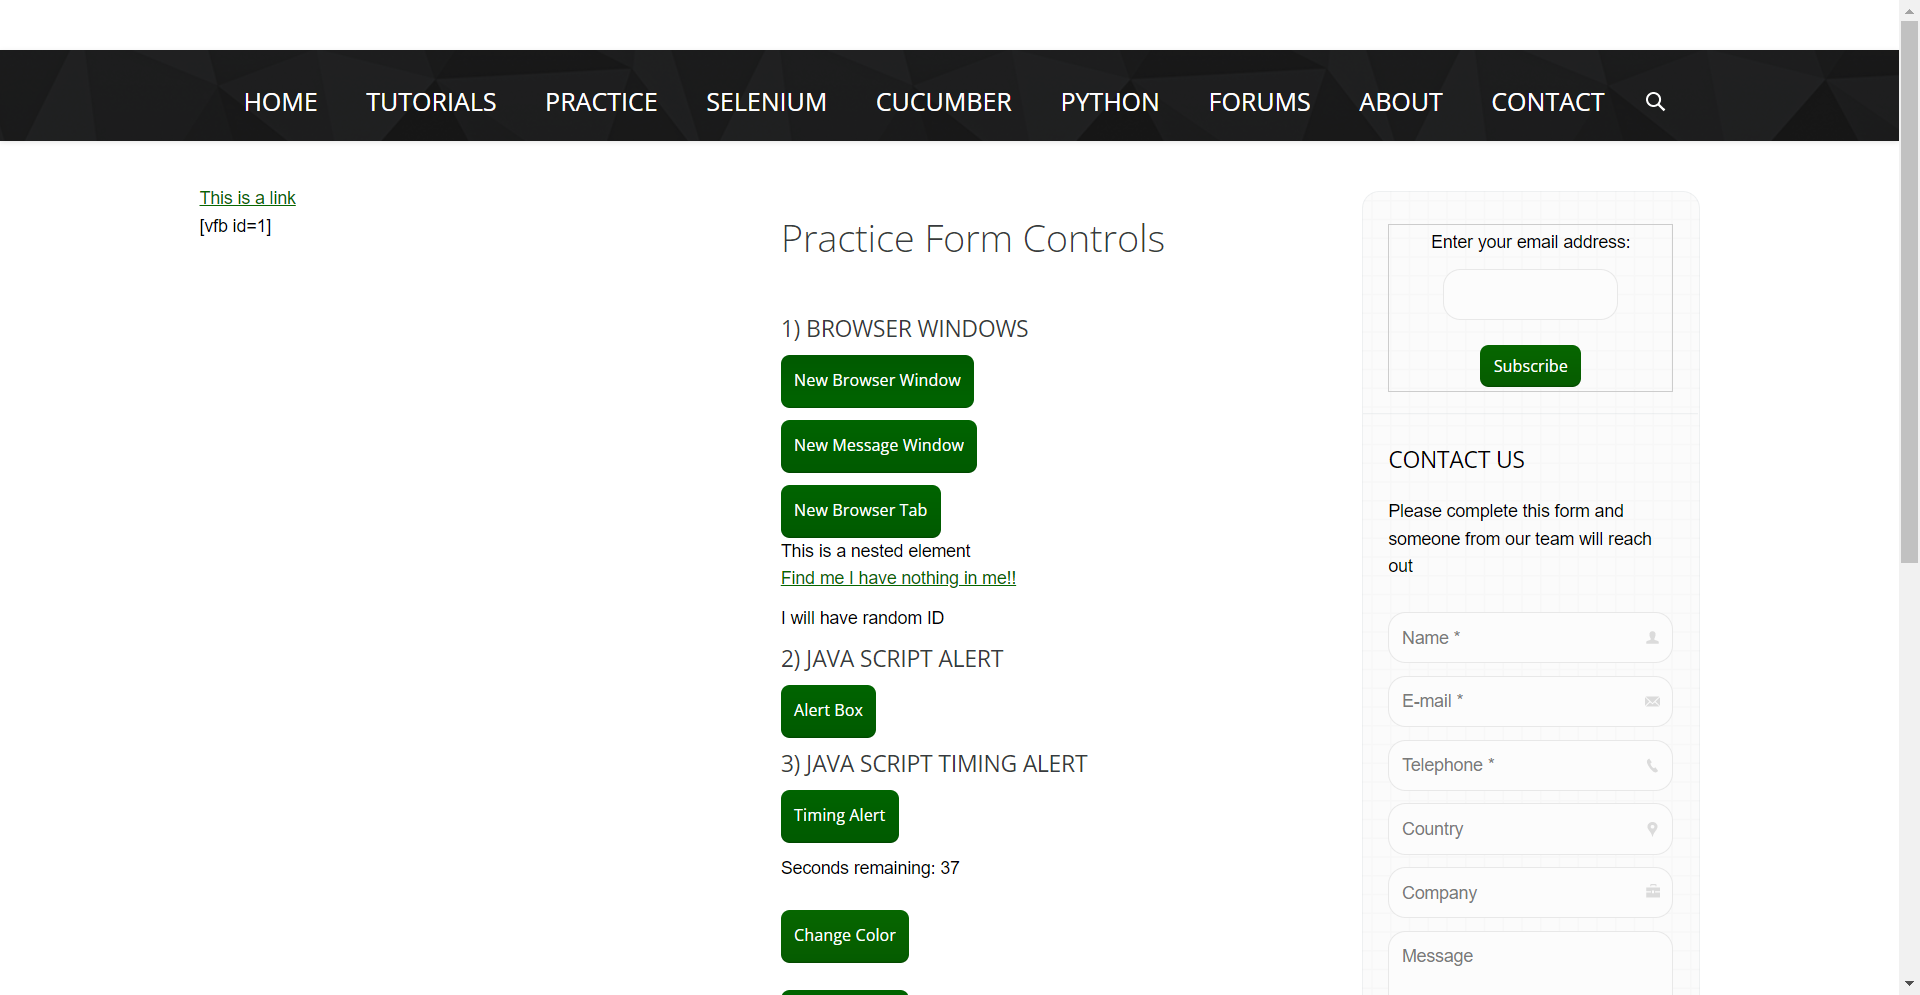 HOME TUTORIALS PRACTICE SELENIUM CUCUMBER PYTHON FORUMS ABOUT CONTACT
This is a link
[vfb id=1]
Practice Form Controls
1) BROWSER WINDOWS
New Browser Window
New Message Window
New Browser Tab
This is a nested element
Find me I have nothing in me!!
I will have random ID
2) JAVA SCRIPT ALERT
Alert Box
3) JAVA SCRIPT TIMING ALERT
Timing Alert
Seconds remaining: 37
Change Color
Enter your email address:
Subscribe
CONTACT US
Please complete this form and
someone from our team will reach
out
Name *
E-mail *
Telephone *
Country
Company
Message